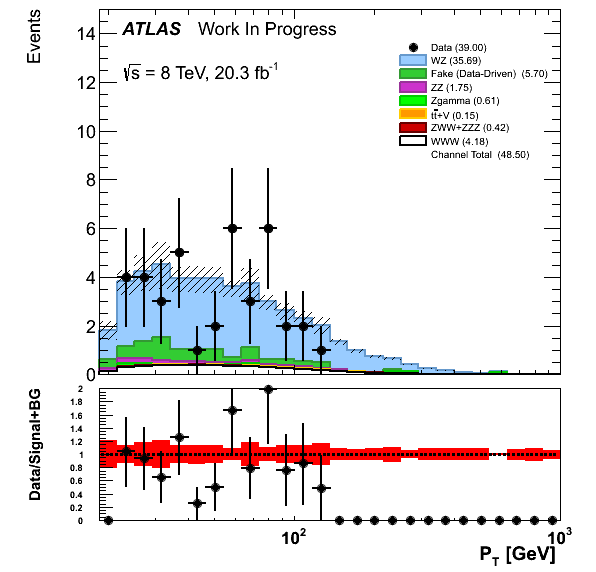 Events
ATLAS Work In Progress
√s = 8 TeV, 20.3 fb⁻¹
Data (39.00)
WZ (35.69)
Fake (Data-Driven) (5.70)
ZZ (1.75)
Zgamma (0.61)
tt̄+V (0.15)
ZWW+ZZZ (0.42)
WWW (4.18)
Channel Total (48.50)
14
12
10
8
6
4
2
0
Data/Signal+BG
2
1.8
1.6
1.4
1.2
1
0.8
0.6
0.4
0.2
0
10²
10³
P_T [GeV]